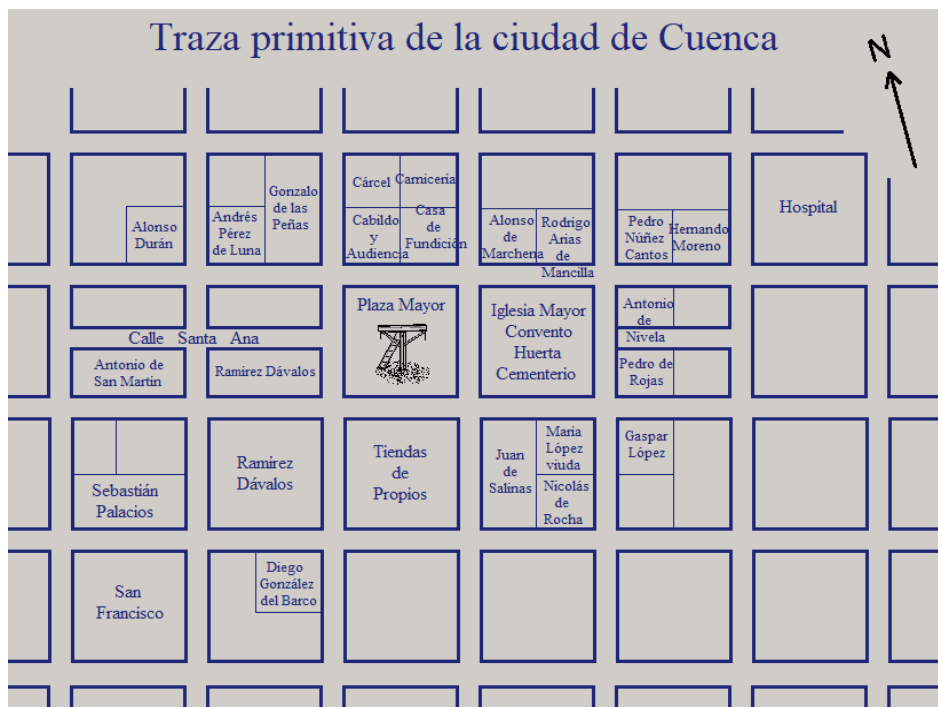 Traza primitiva de la ciudad de Cuenca
N
Alonso
Durán
Andrés
Pérez
de Luna
Gonzalo
de las
Peñas
Cárcel
Carnicería
Cabildo
y
Audiencia
Casa
de
Fundición
Alonso
de
Marchena
Rodrigo
Arias
de
Mancilla
Pedro
Núñez
Cantos
Hernando
Moreno
Hospital
Calle Santa Ana
Antonio de
San Martín
Ramírez Dávalos
Plaza Mayor
Iglesia Mayor
Convento
Huerta
Cementerio
Antonio
de
Nivela
Pedro de
Rojas
Sebastián
Palacios
Ramírez
Dávalos
Tiendas
de
Propios
Juan
de
Salinas
María
López
viuda
Nicolás
de
Rocha
Gaspar
López
San
Francisco
Diego
González
del Barco